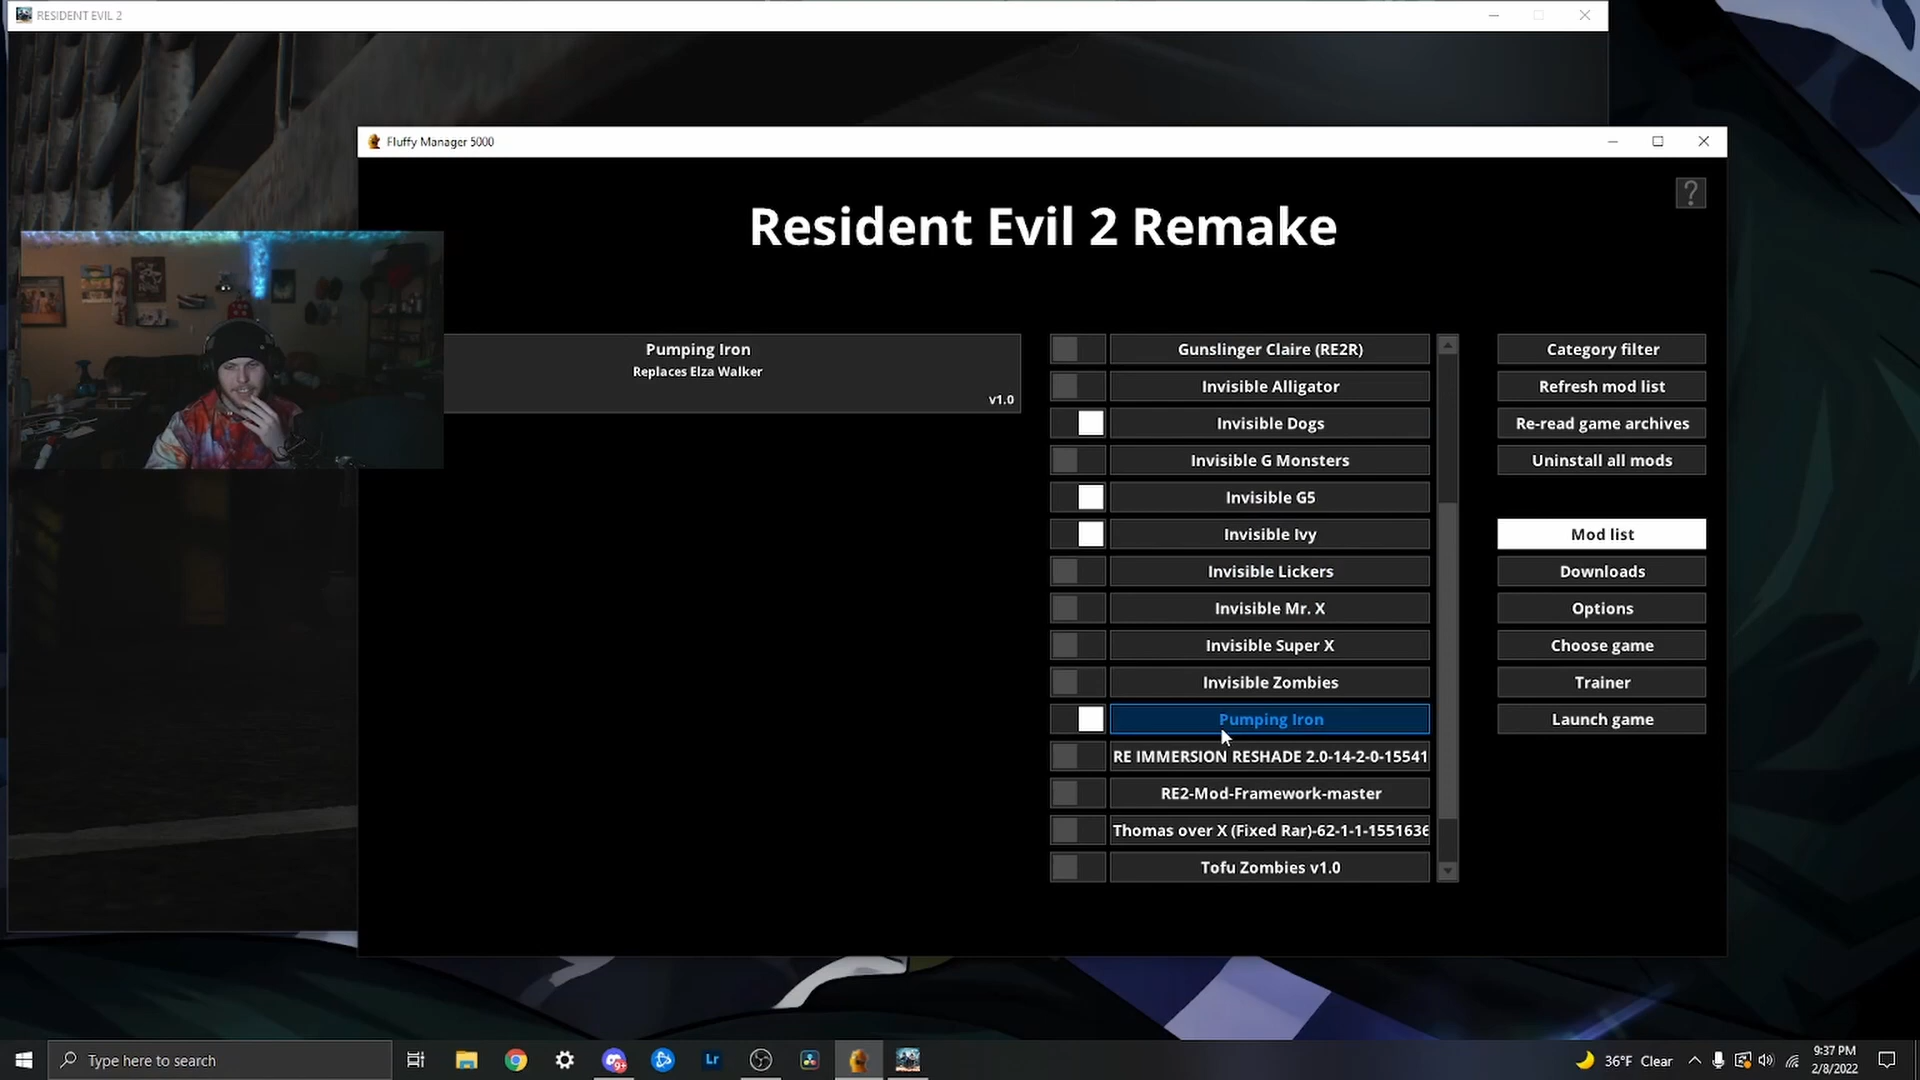 RESIDENT EVIL 2
Fluffy Manager 5000
?
Resident Evil 2 Remake
Pumping Iron
Replaces Elza Walker
v1.0
Gunslinger Claire (RE2R)
Invisible Alligator
Invisible Dogs
Invisible G Monsters
Invisible G5
Invisible Ivy
Invisible Lickers
Invisible Mr. X
Invisible Super X
Invisible Zombies
Pumping Iron
RE IMMERSION RESHADE 2.0-14-2-0-15541
RE2-Mod-Framework-master
Thomas over X (Fixed Rar)-62-1-1-1551636
Tofu Zombies v1.0
Category filter
Refresh mod list
Re-read game archives
Uninstall all mods
Mod list
Downloads
Options
Choose game
Trainer
Launch game
Type here to search
9+
Lr
36°F Clear
9:37 PM
2/8/2022